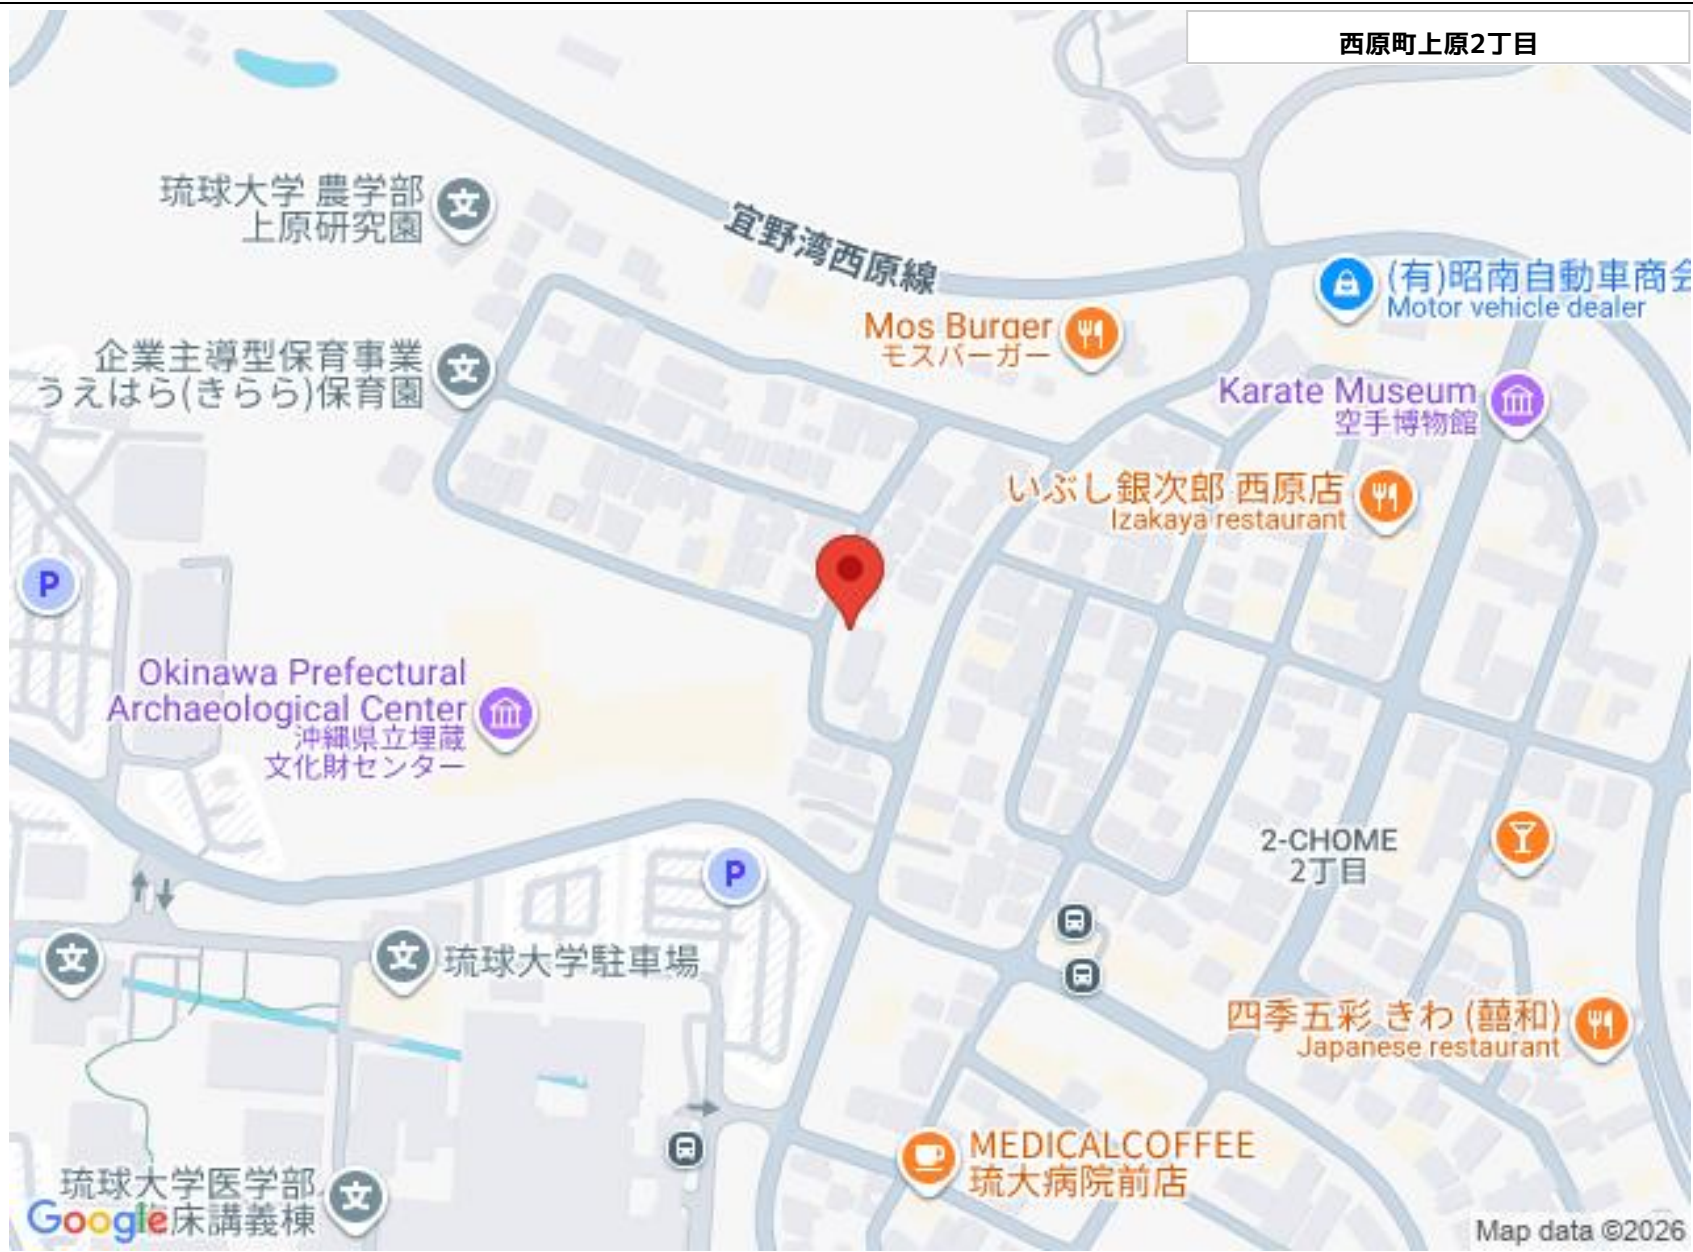 西原町上原2丁目
琉球大学 農学部
上原研究園
宜野湾西原線
(有)昭南自動車商会
Motor vehicle dealer
Mos Burger
モスバーガー
企業主導型保育事業
うえはら(きらら)保育園
Karate Museum
空手博物館
いぶし銀次郎 西原店
Izakaya restaurant
P
Okinawa Prefectural
Archaeological Center
沖縄県立埋蔵
文化財センター
2-CHOME
2丁目
P
琉球大学駐車場
四季五彩 きわ (囍和)
Japanese restaurant
MEDICALCOFFEE
琉大病院前店
琉球大学医学部
床講義棟
Google
Map data ©2026